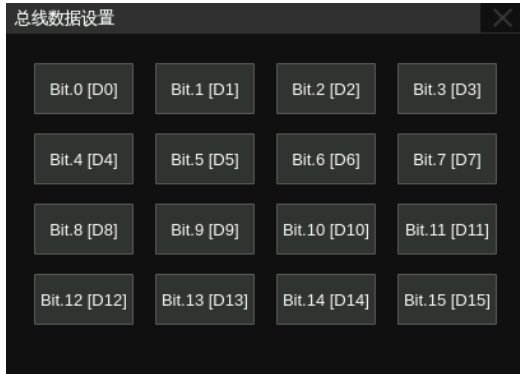 总线数据设置
Bit.0 [D0] Bit.1 [D1] Bit.2 [D2] Bit.3 [D3]
Bit.4 [D4] Bit.5 [D5] Bit.6 [D6] Bit.7 [D7]
Bit.8 [D8] Bit.9 [D9] Bit.10 [D10] Bit.11 [D11]
Bit.12 [D12] Bit.13 [D13] Bit.14 [D14] Bit.15 [D15]